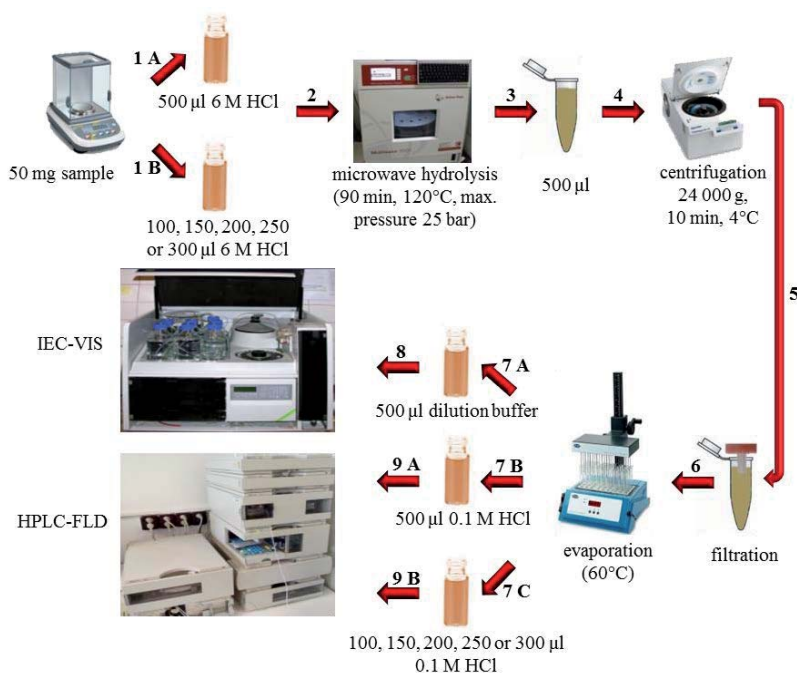 1 A
500 µl 6 M HCl
50 mg sample
1 B
100, 150, 200, 250
or 300 µl 6 M HCl
2
microwave hydrolysis
(90 min, 120°C, max.
pressure 25 bar)
3
500 µl
4
centrifugation
24 000 g,
10 min, 4°C
5
filtration
6
evaporation
(60°C)
7 A
500 µl dilution buffer
8
IEC-VIS
7 B
500 µl 0.1 M HCl
9 A
HPLC-FLD
7 C
100, 150, 200, 250 or 300 µl
0.1 M HCl
9 B